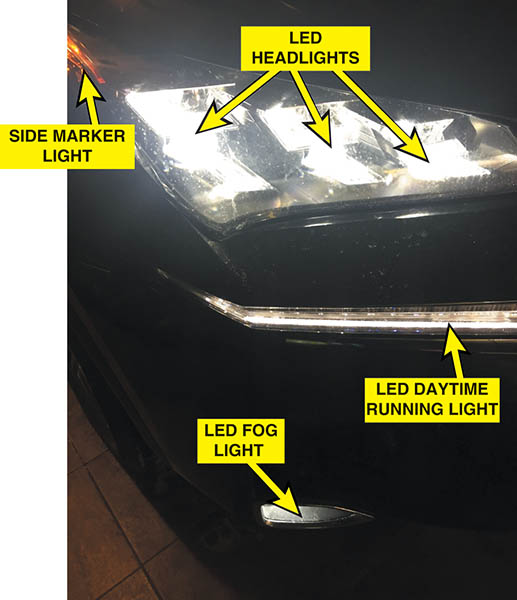 LED
HEADLIGHTS
SIDE MARKER
LIGHT
LED DAYTIME
RUNNING LIGHT
LED FOG
LIGHT